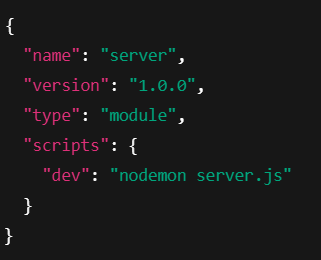 {
  "name": "server",
  "version": "1.0.0",
  "type": "module",
  "scripts": {
    "dev": "nodemon server.js"
  }
}